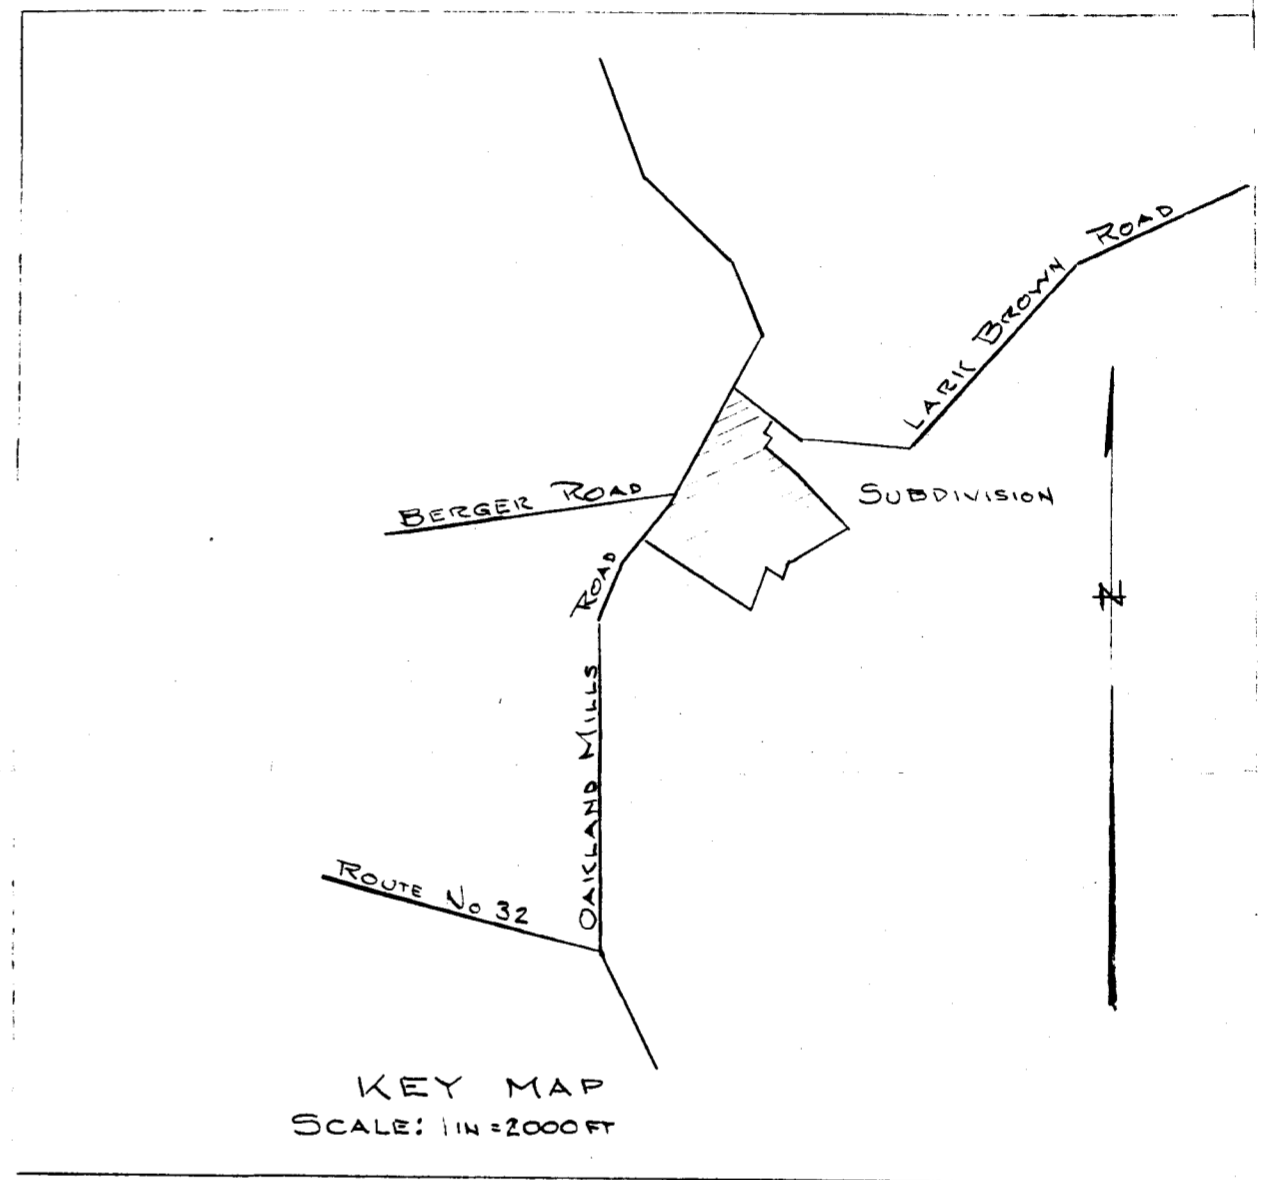 LARK BROWN ROAD
SUBDIVISION
BERGER ROAD
OAKLAND MILLS ROAD
N
ROUTE No 32
KEY MAP
SCALE: 1 IN = 2000 FT